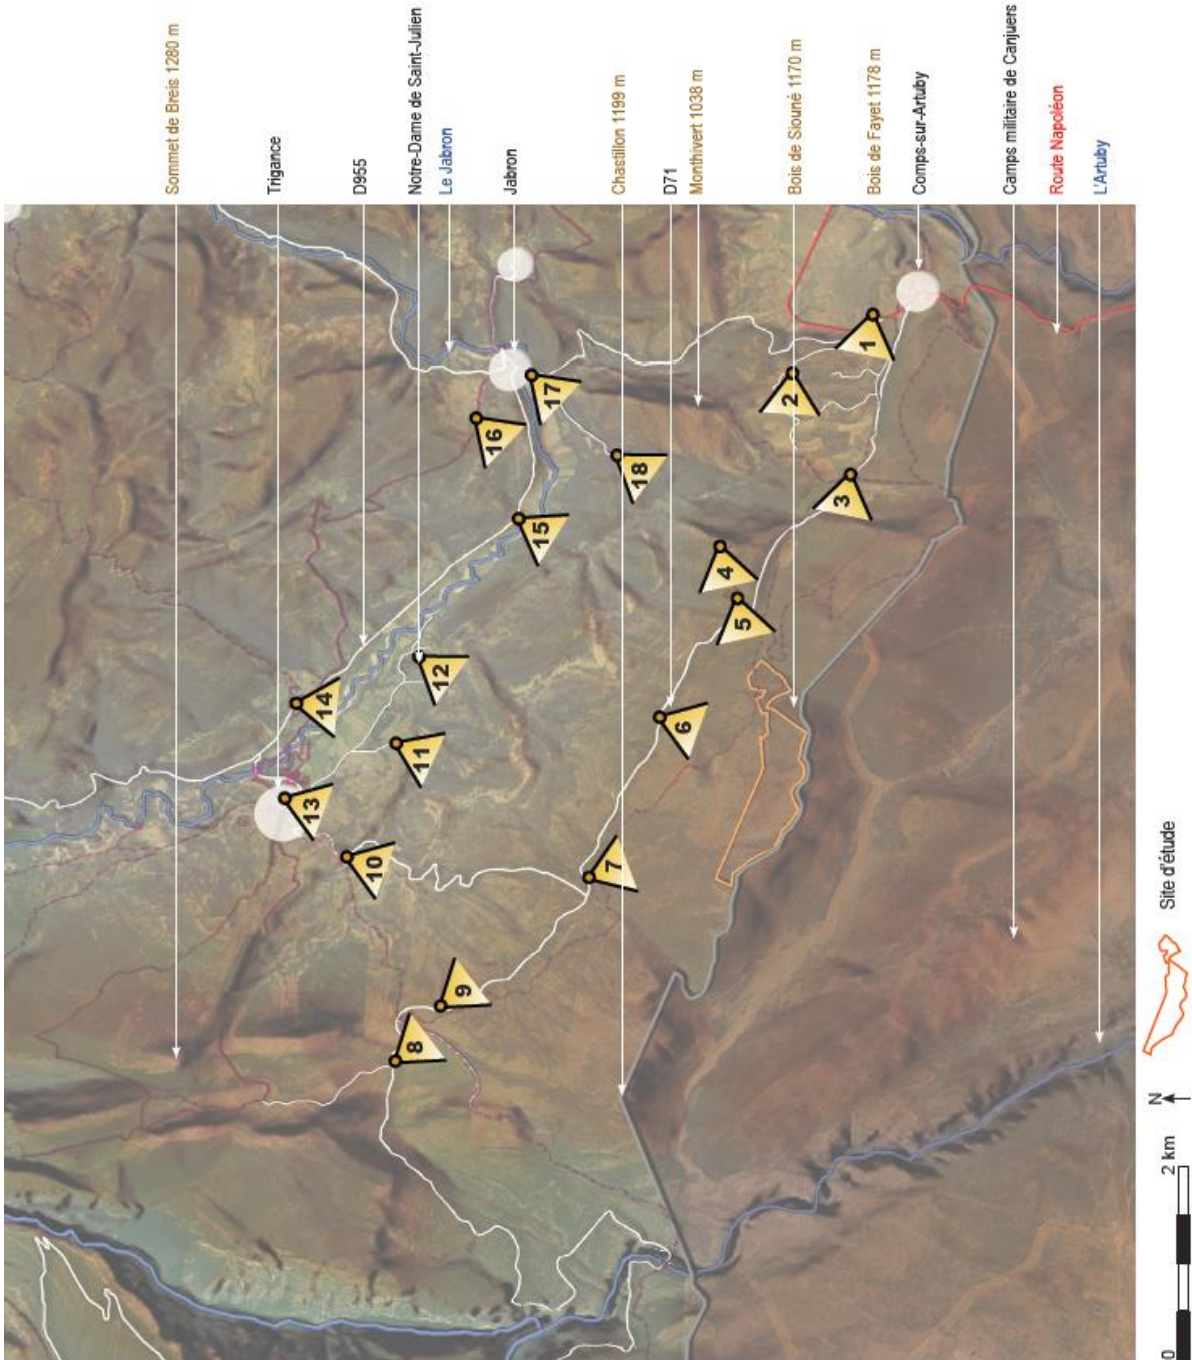 Sommet de Breis 1280 m
Trigance
D955
Notre-Dame de Saint-Julien
Le Jabron
Jabron
Chastillon 1199 m
D71
Monthivert 1038 m
Bois de Siounè 1170 m
Bois de Fayet 1178 m
Comps-sur-Artuby
Camps militaire de Canjuers
Route Napoléon
L'Artuby
1
2
3
4
5
6
7
8
9
10
11
12
13
14
15
16
17
18
0
2 km
N
Site d'étude